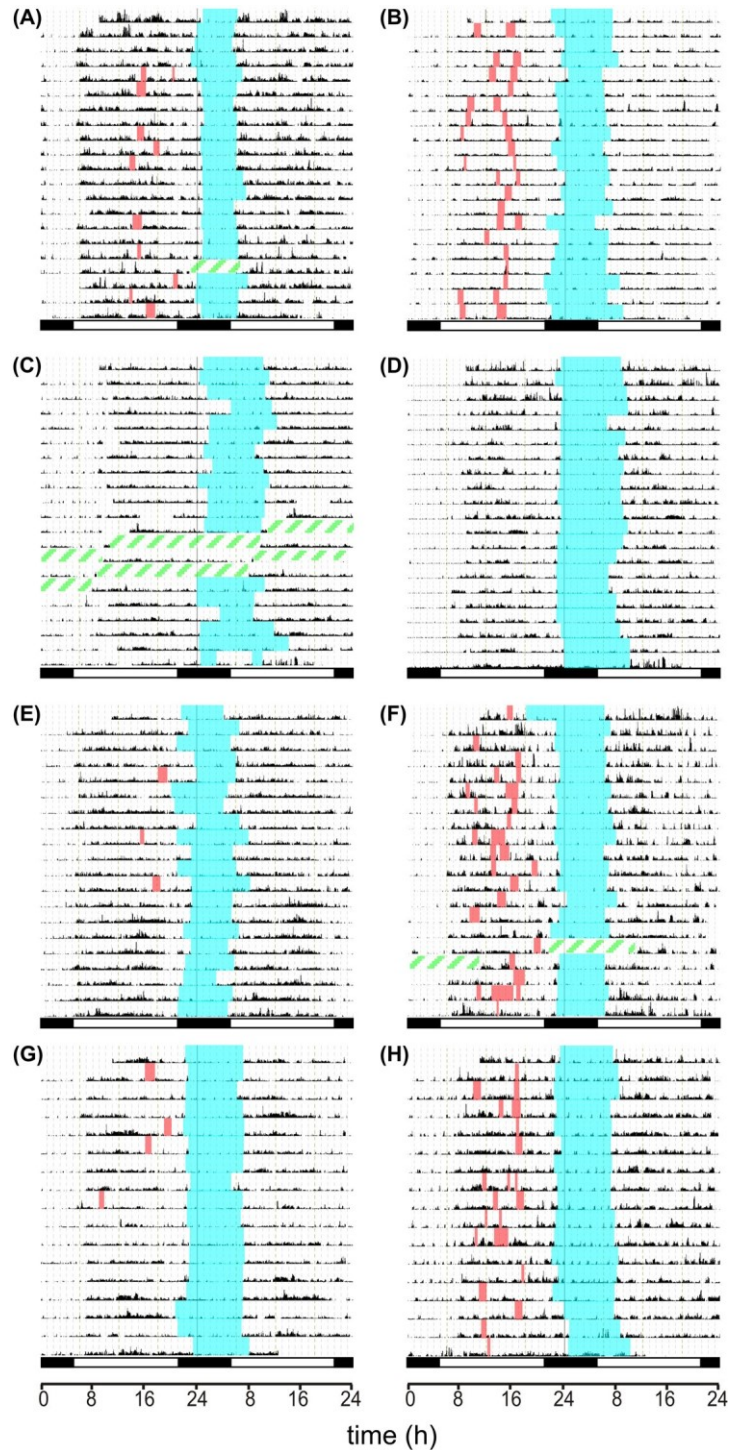 (A) (B)
(C) (D)
(E) (F)
(G) (H)
0 8 16 24 8 16 24 0 8 16 24 8 16 24
time (h)